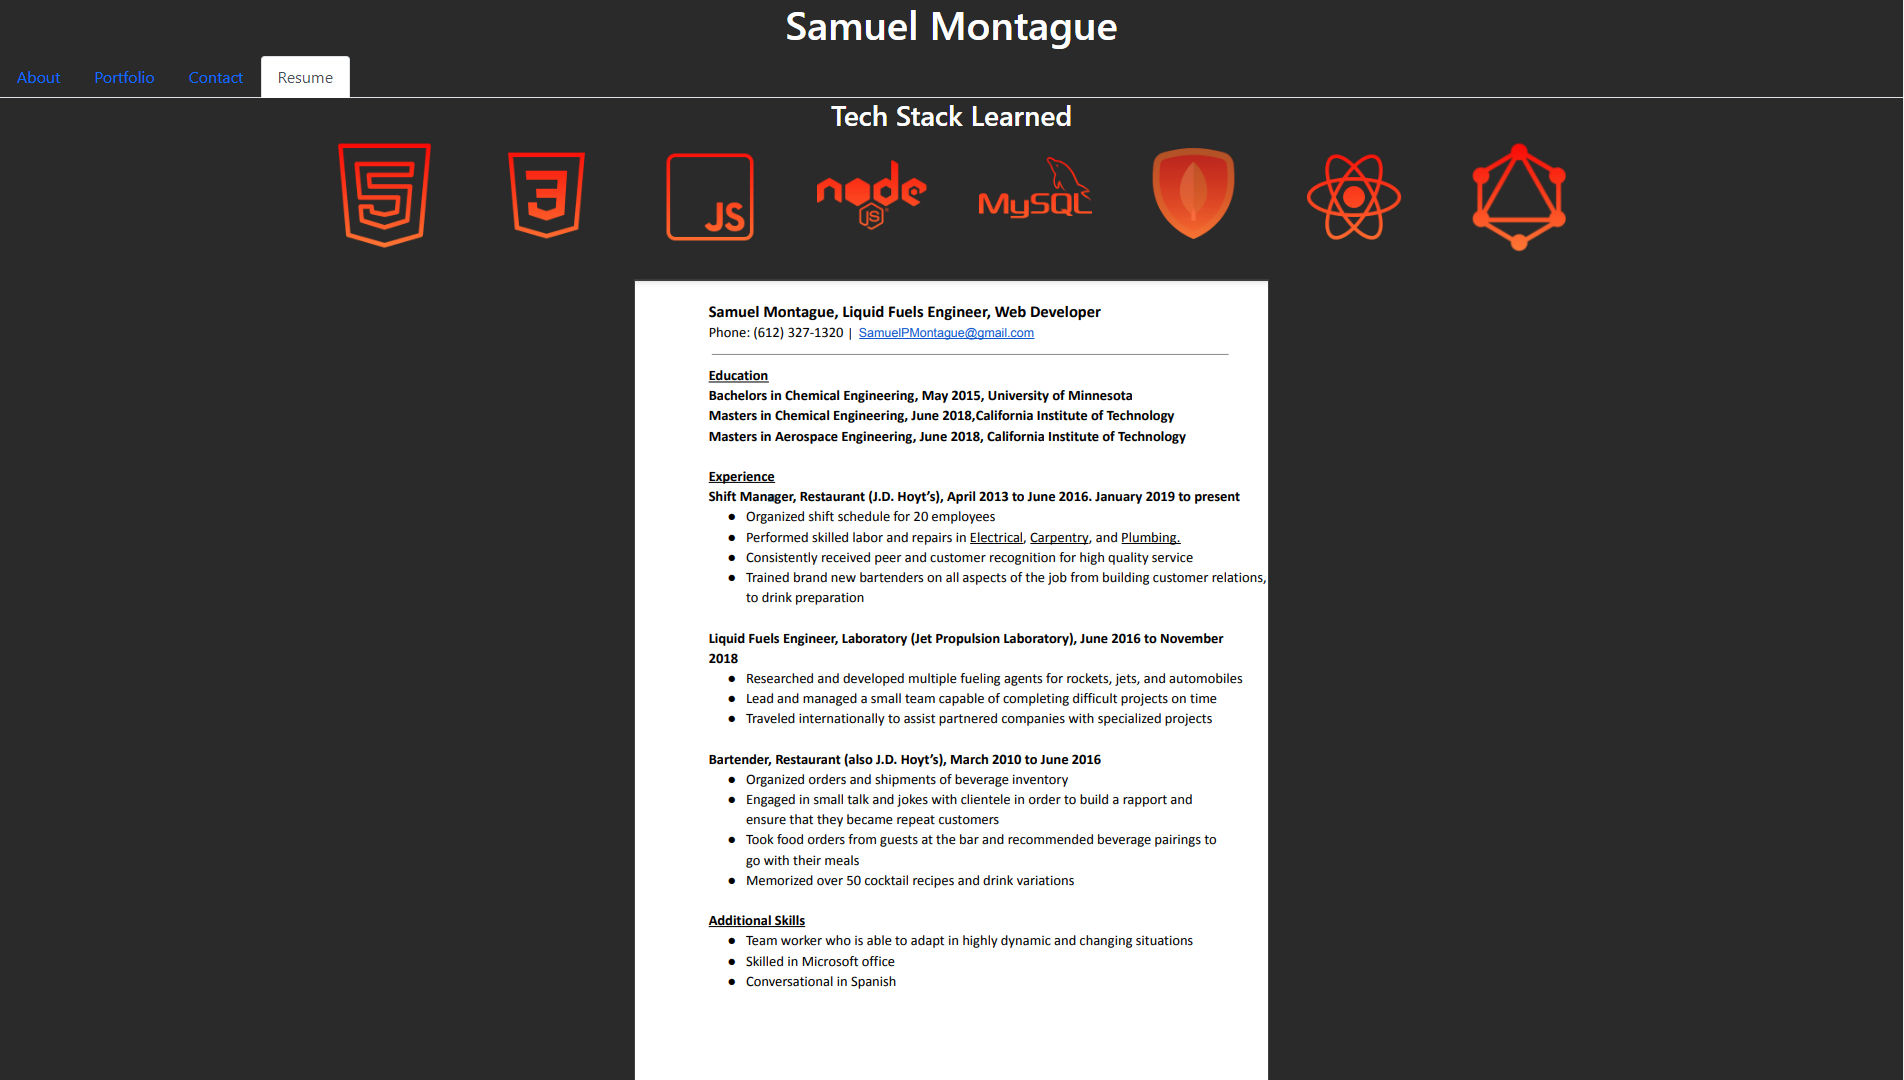 Samuel Montague
About Portfolio Contact Resume
Tech Stack Learned
5 3 JS node JS MySQL
Samuel Montague, Liquid Fuels Engineer, Web Developer
Phone: (612) 327-1320 | SamuelPMontague@gmail.com
Education
Bachelors in Chemical Engineering, May 2015, University of Minnesota
Masters in Chemical Engineering, June 2018,California Institute of Technology
Masters in Aerospace Engineering, June 2018, California Institute of Technology
Experience
Shift Manager, Restaurant (J.D. Hoyt’s), April 2013 to June 2016. January 2019 to present
● Organized shift schedule for 20 employees
● Performed skilled labor and repairs in Electrical, Carpentry, and Plumbing.
● Consistently received peer and customer recognition for high quality service
● Trained brand new bartenders on all aspects of the job from building customer relations,
to drink preparation
Liquid Fuels Engineer, Laboratory (Jet Propulsion Laboratory), June 2016 to November
2018
● Researched and developed multiple fueling agents for rockets, jets, and automobiles
● Lead and managed a small team capable of completing difficult projects on time
● Traveled internationally to assist partnered companies with specialized projects
Bartender, Restaurant (also J.D. Hoyt’s), March 2010 to June 2016
● Organized orders and shipments of beverage inventory
● Engaged in small talk and jokes with clientele in order to build a rapport and
ensure that they became repeat customers
● Took food orders from guests at the bar and recommended beverage pairings to
go with their meals
● Memorized over 50 cocktail recipes and drink variations
Additional Skills
● Team worker who is able to adapt in highly dynamic and changing situations
● Skilled in Microsoft office
● Conversational in Spanish